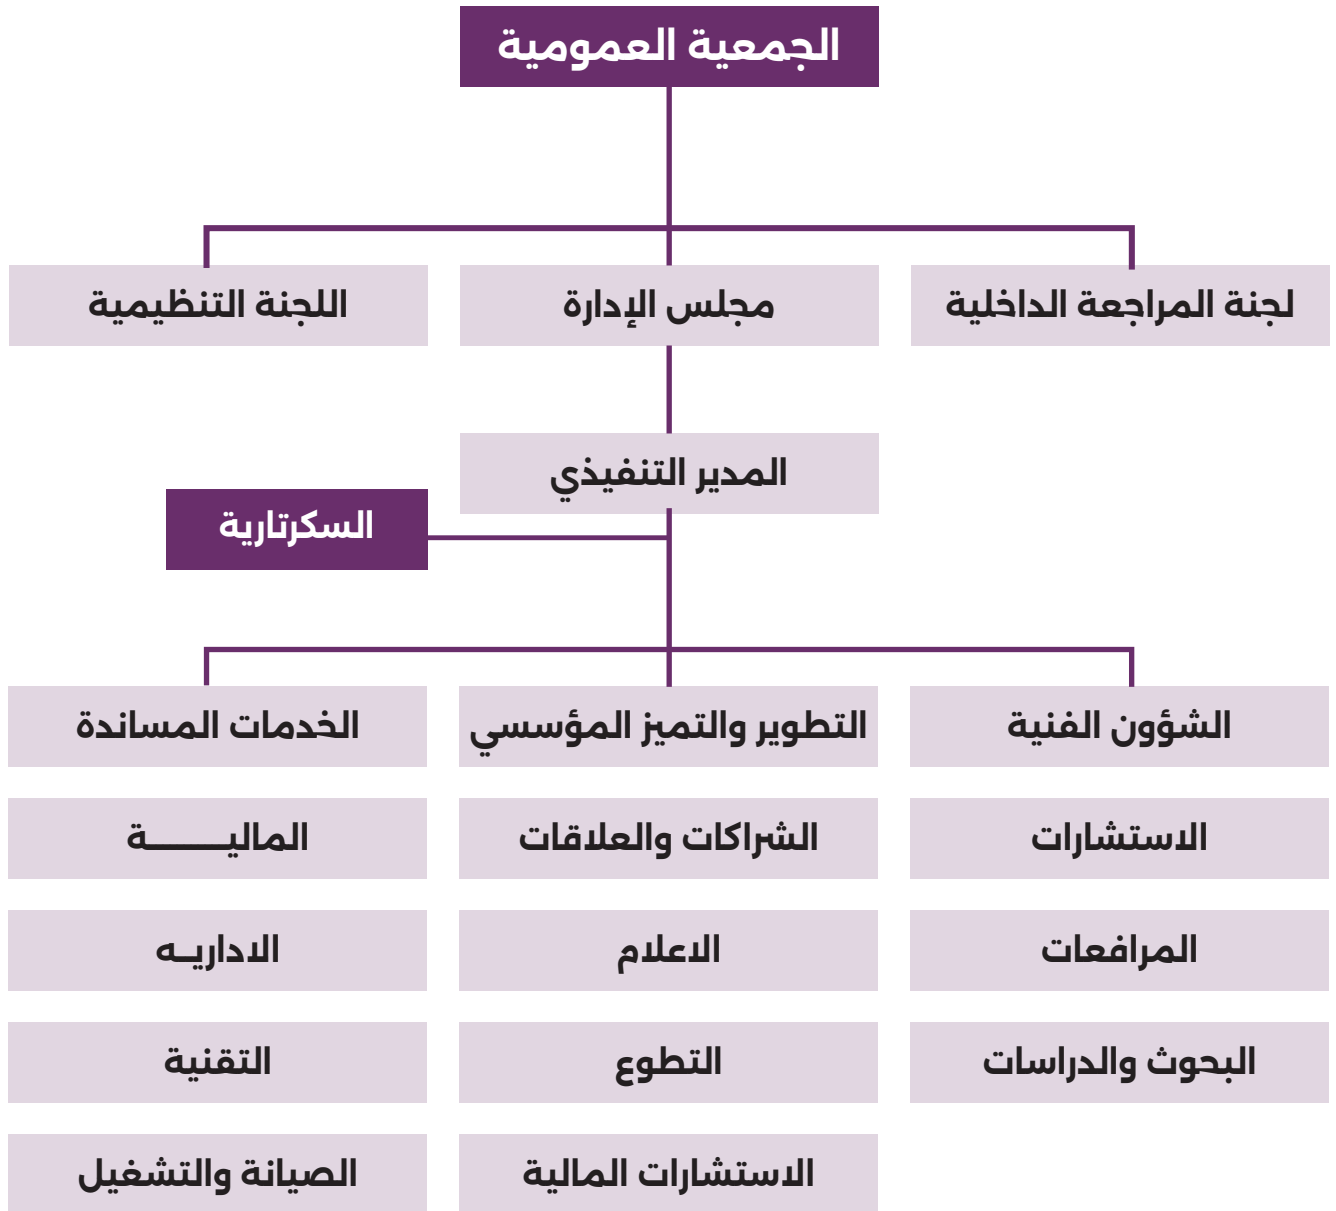 الجمعية العمومية
لجنة المراجعة الداخلية
مجلس الإدارة
اللجنة التنظيمية
المدير التنفيذي
السكرتارية
الشؤون الفنية
التطوير والتميز المؤسسي
الخدمات المساندة
الاستشارات
الشراكات والعلاقات
الماليـــــــة
المرافعات
الاعلام
الاداريــه
البحوث والدراسات
التطوع
التقنية
الاستشارات المالية
الصيانة والتشغيل